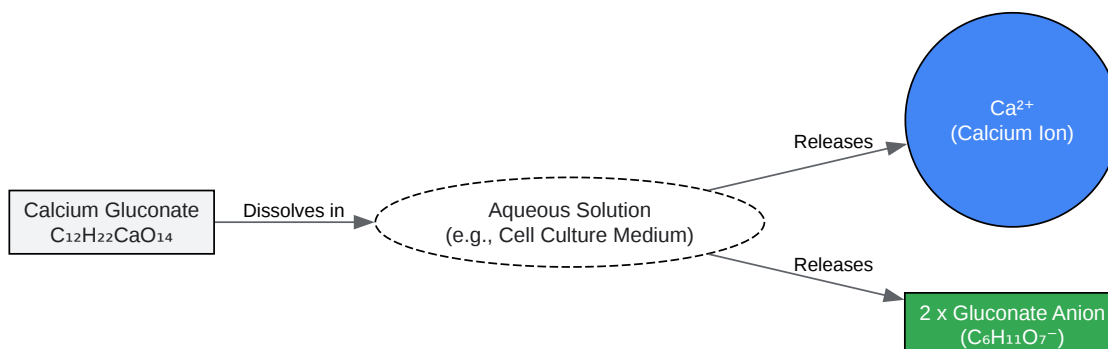 Calcium Gluconate
C₁₂H₂₂CaO₁₄
Dissolves in
Aqueous Solution
(e.g., Cell Culture Medium)
Releases
Ca²⁺
(Calcium Ion)
Releases
2 x Gluconate Anion
(C₆H₁₁O₇⁻)